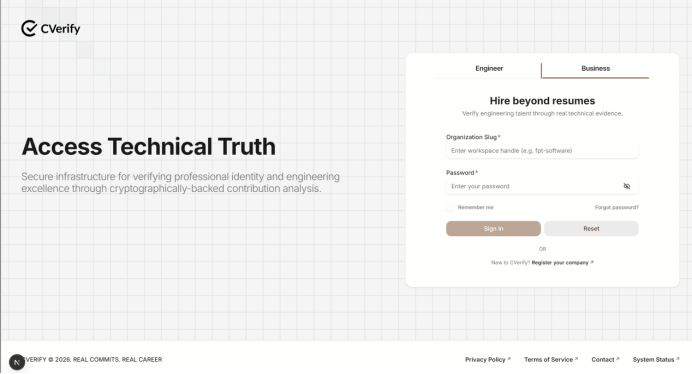 CVerify
Engineer
Business
Hire beyond resumes
Verify engineering talent through real technical evidence.
Access Technical Truth
Secure infrastructure for verifying professional identity and engineering
excellence through cryptographically-backed contribution analysis.
Organization Slug *
Enter workspace handle (e.g. fpt-software)
Password *
Enter your password
Remember me
Forgot password?
Sign In
Reset
OR
New to CVerify? Register your company ↗
N
VERIFY © 2026. REAL COMMITS. REAL CAREER
Privacy Policy ↗
Terms of Service ↗
Contact ↗
System Status ↗